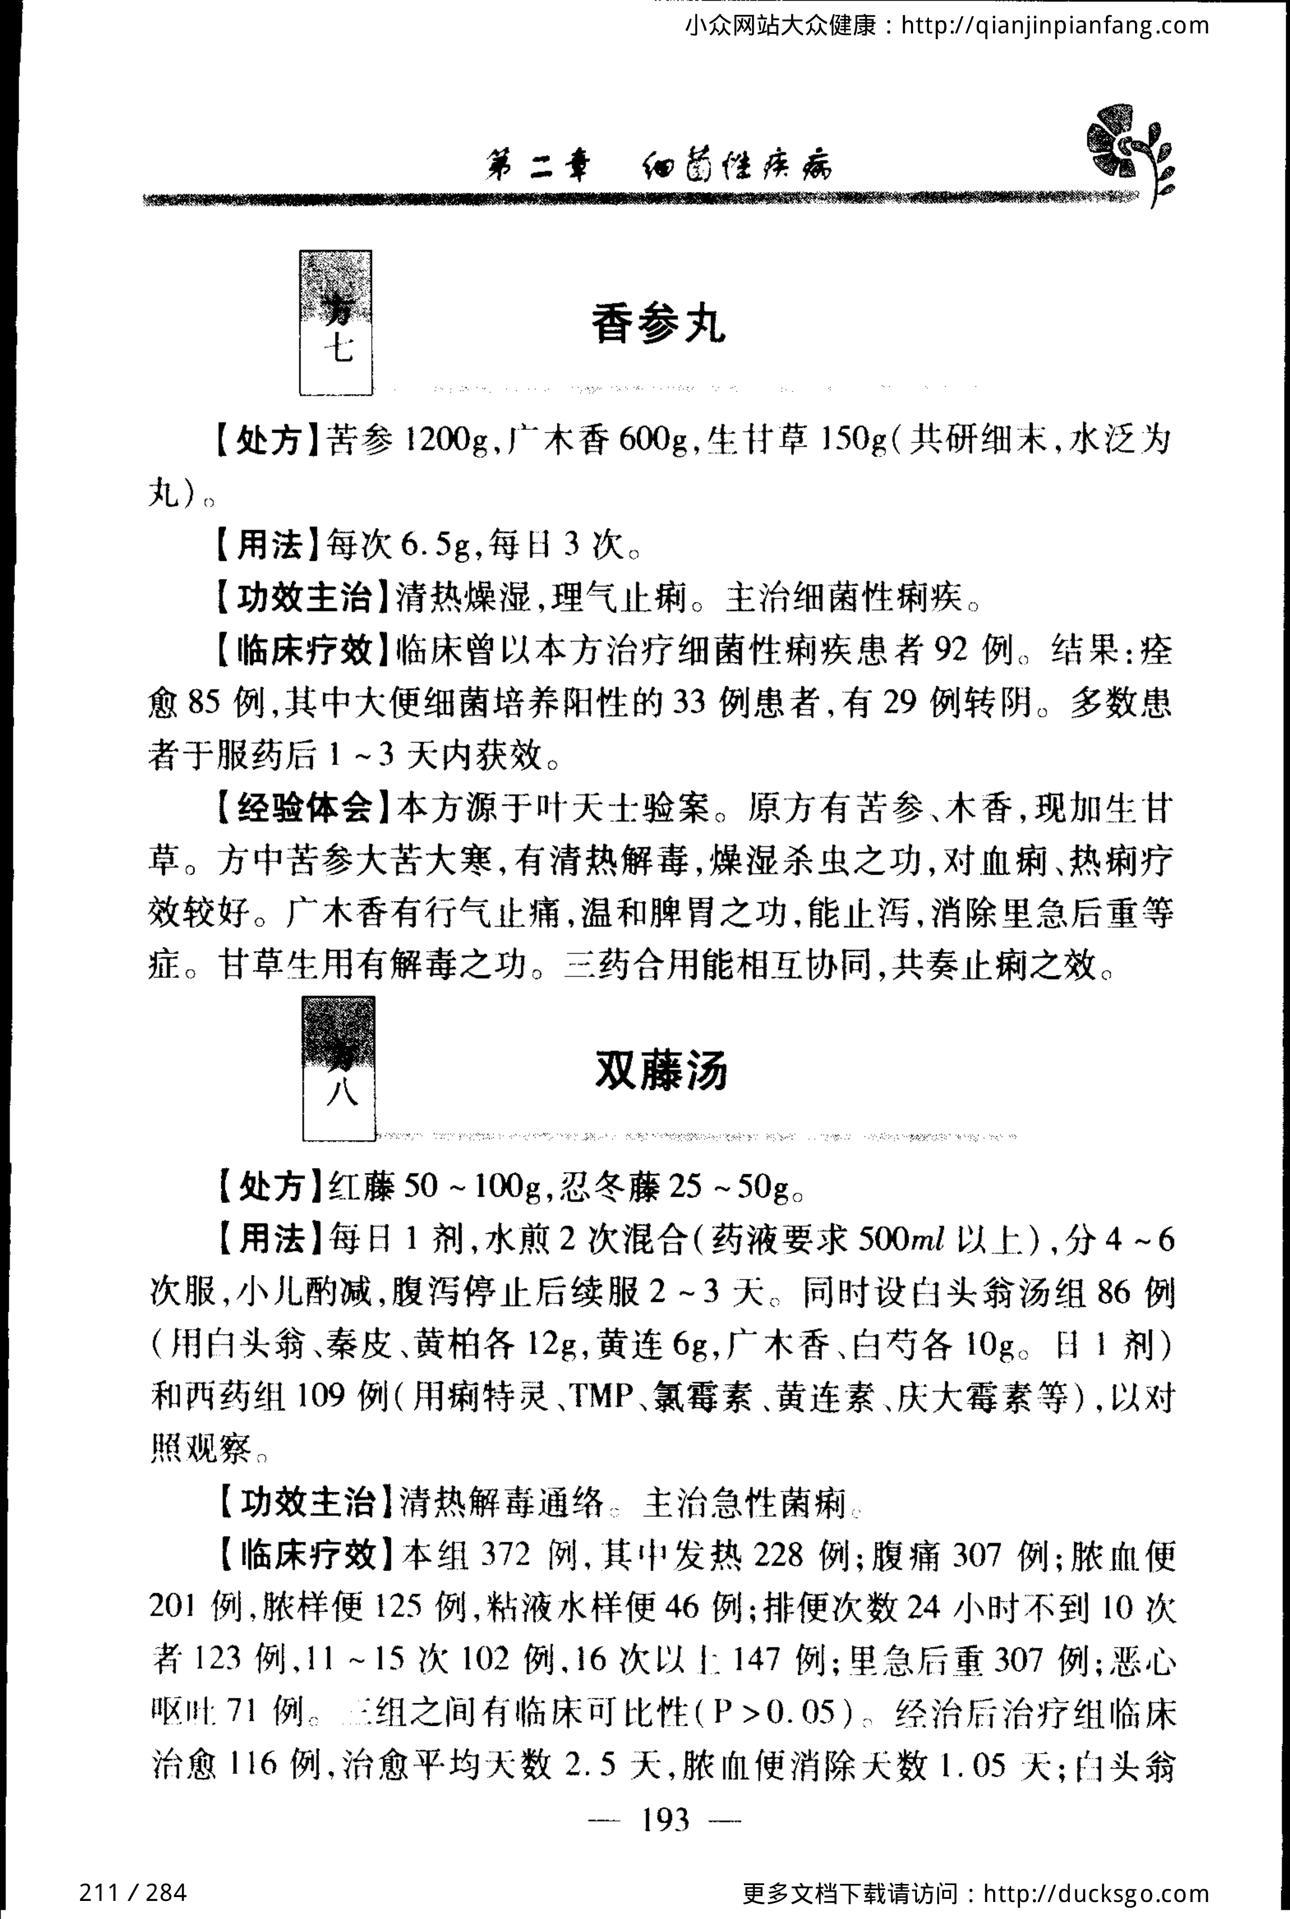 小众网站大众健康：http://qianjinpianfang.com
第二章 细菌性疾病
方七
香参丸
【处方】苦参 1200g,广木香 600g,生甘草 150g(共研细末,水泛为
丸)。
【用法】每次 6.5g,每日 3 次。
【功效主治】清热燥湿,理气止痢。主治细菌性痢疾。
【临床疗效】临床曾以本方治疗细菌性痢疾患者 92 例。结果:痊
愈 85 例,其中大便细菌培养阳性的 33 例患者,有 29 例转阴。多数患
者于服药后 1～3 天内获效。
【经验体会】本方源于叶天士验案。原方有苦参、木香,现加生甘
草。方中苦参大苦大寒,有清热解毒,燥湿杀虫之功,对血痢、热痢疗
效较好。广木香有行气止痛,温和脾胃之功,能止泻,消除里急后重等
症。甘草生用有解毒之功。三药合用能相互协同,共奏止痢之效。
方八
双藤汤
【处方】红藤 50～100g,忍冬藤 25～50g。
【用法】每日 1 剂,水煎 2 次混合(药液要求 500ml 以上),分 4～6
次服,小儿酌减,腹泻停止后续服 2～3 天。同时设白头翁汤组 86 例
(用白头翁、秦皮、黄柏各 12g,黄连 6g,广木香、白芍各 10g。日 1 剂)
和西药组 109 例(用痢特灵、TMP、氯霉素、黄连素、庆大霉素等),以对
照观察。
【功效主治】清热解毒通络。主治急性菌痢。
【临床疗效】本组 372 例,其中发热 228 例;腹痛 307 例;脓血便
201 例,脓样便 125 例,粘液水样便 46 例;排便次数 24 小时不到 10 次
者 123 例,11～15 次 102 例,16 次以上 147 例;里急后重 307 例;恶心
呕吐 71 例。三组之间有临床可比性(P>0.05)。经治后治疗组临床
治愈 116 例,治愈平均天数 2.5 天,脓血便消除天数 1.05 天;白头翁
— 193 —
211 / 284
更多文档下载请访问：http://ducksgo.com